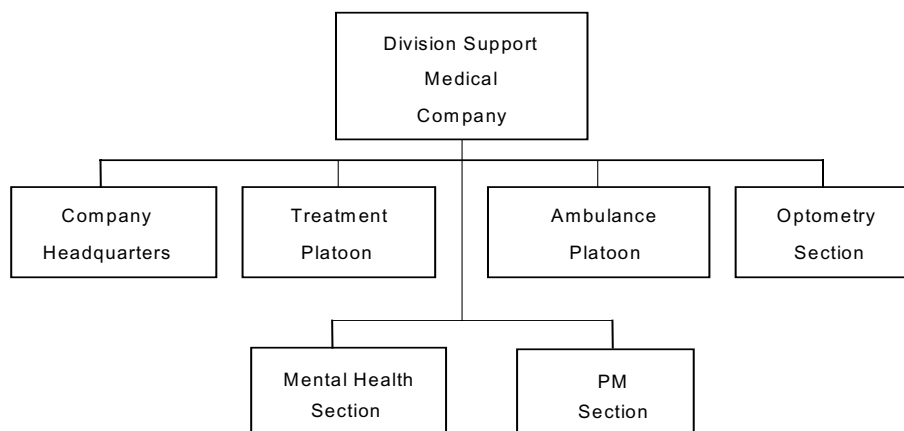 Division Support
Medical
Company
Company
Headquarters
Treatment
Platoon
Ambulance
Platoon
Optometry
Section
Mental Health
Section
PM
Section